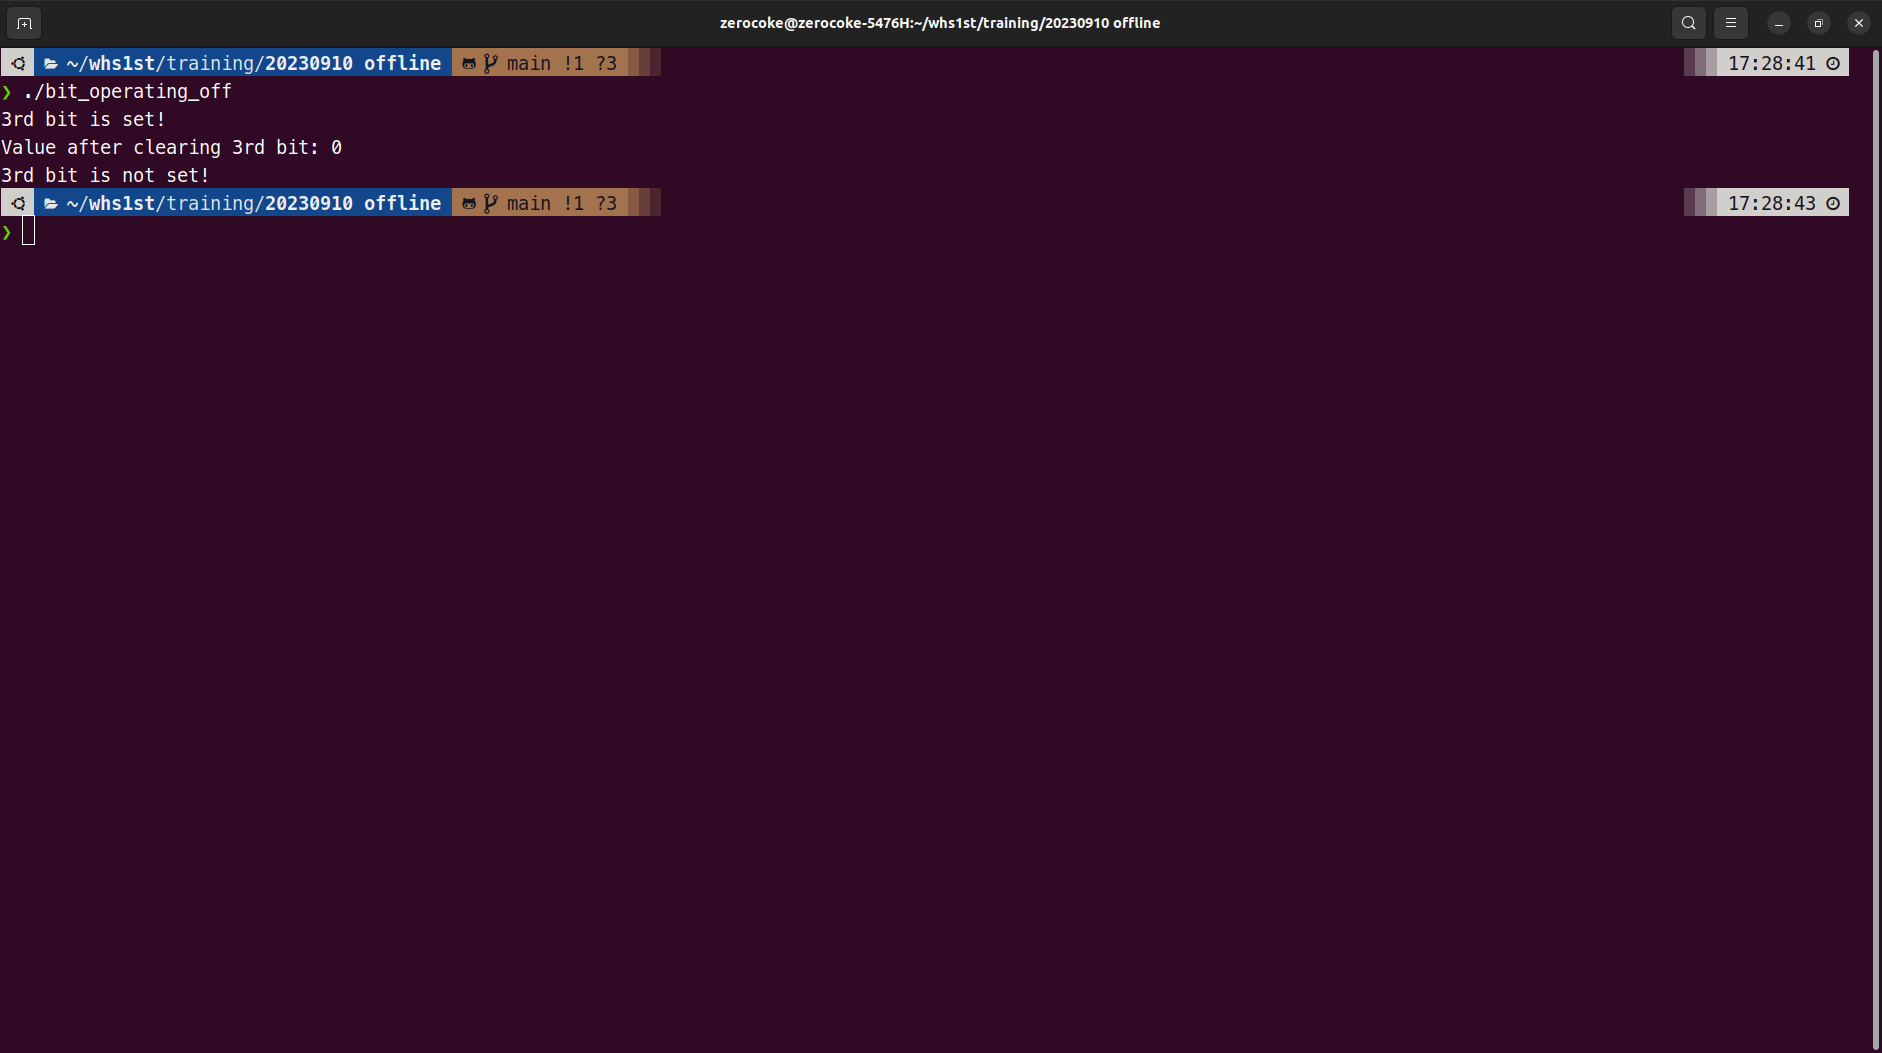 zerocoke@zerocoke-5476H:~/whs1st/training/20230910 offline
~/whs1st/training/20230910 offline main !1 ?3 17:28:41
❯ ./bit_operating_off
3rd bit is set!
Value after clearing 3rd bit: 0
3rd bit is not set!
~/whs1st/training/20230910 offline main !1 ?3 17:28:43
❯